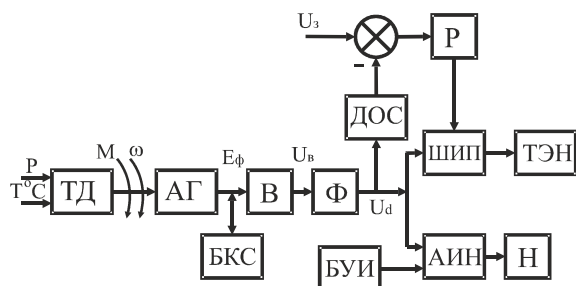 Uз
Р
–
ДОС
ШИП
ТЭН
Р
Т°С
ТД
М
ω
АГ
Eф
В
Uв
Ф
Ud
БКС
БУИ
АИН
Н